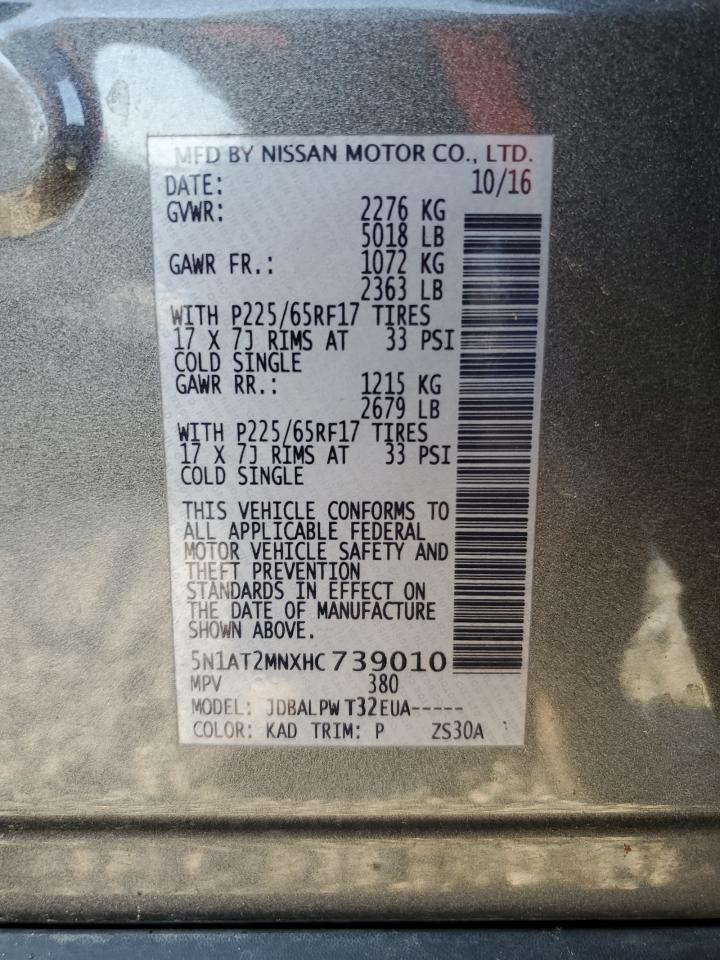 MFD BY NISSAN MOTOR CO., LTD.
DATE: 10/16
GVWR: 2276 KG
5018 LB
GAWR FR.: 1072 KG
2363 LB
WITH P225/65RF17 TIRES
17 X 7J RIMS AT 33 PSI
COLD SINGLE
GAWR RR.: 1215 KG
2679 LB
WITH P225/65RF17 TIRES
17 X 7J RIMS AT 33 PSI
COLD SINGLE
THIS VEHICLE CONFORMS TO
ALL APPLICABLE FEDERAL
MOTOR VEHICLE SAFETY AND
THEFT PREVENTION
STANDARDS IN EFFECT ON
THE DATE OF MANUFACTURE
SHOWN ABOVE.
5N1AT2MNXHC739010
MPV 380
MODEL: JDBALPW T32EUA-----
COLOR: KAD TRIM: P ZS30A